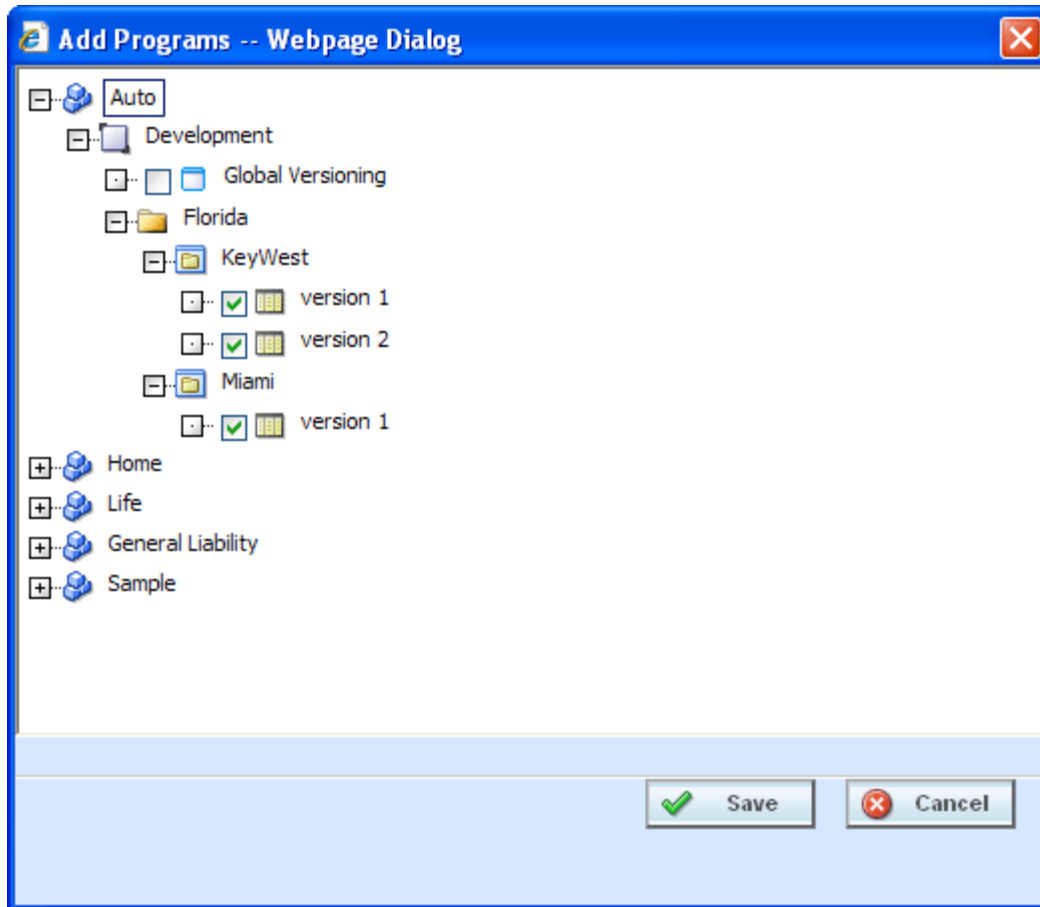 Add Programs -- Webpage Dialog
Auto
Development
Global Versioning
Florida
KeyWest
version 1
version 2
Miami
version 1
Home
Life
General Liability
Sample
Save Cancel